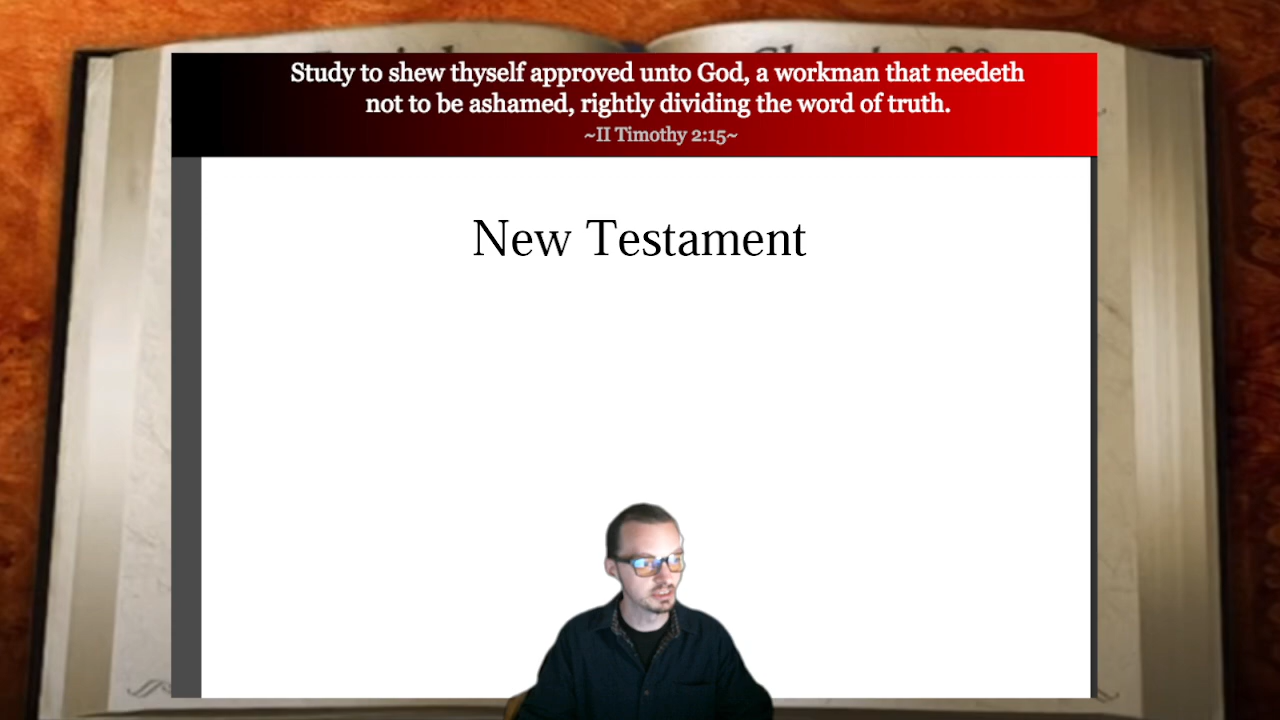 Study to shew thyself approved unto God, a workman that needeth
not to be ashamed, rightly dividing the word of truth.
~II Timothy 2:15~
New Testament